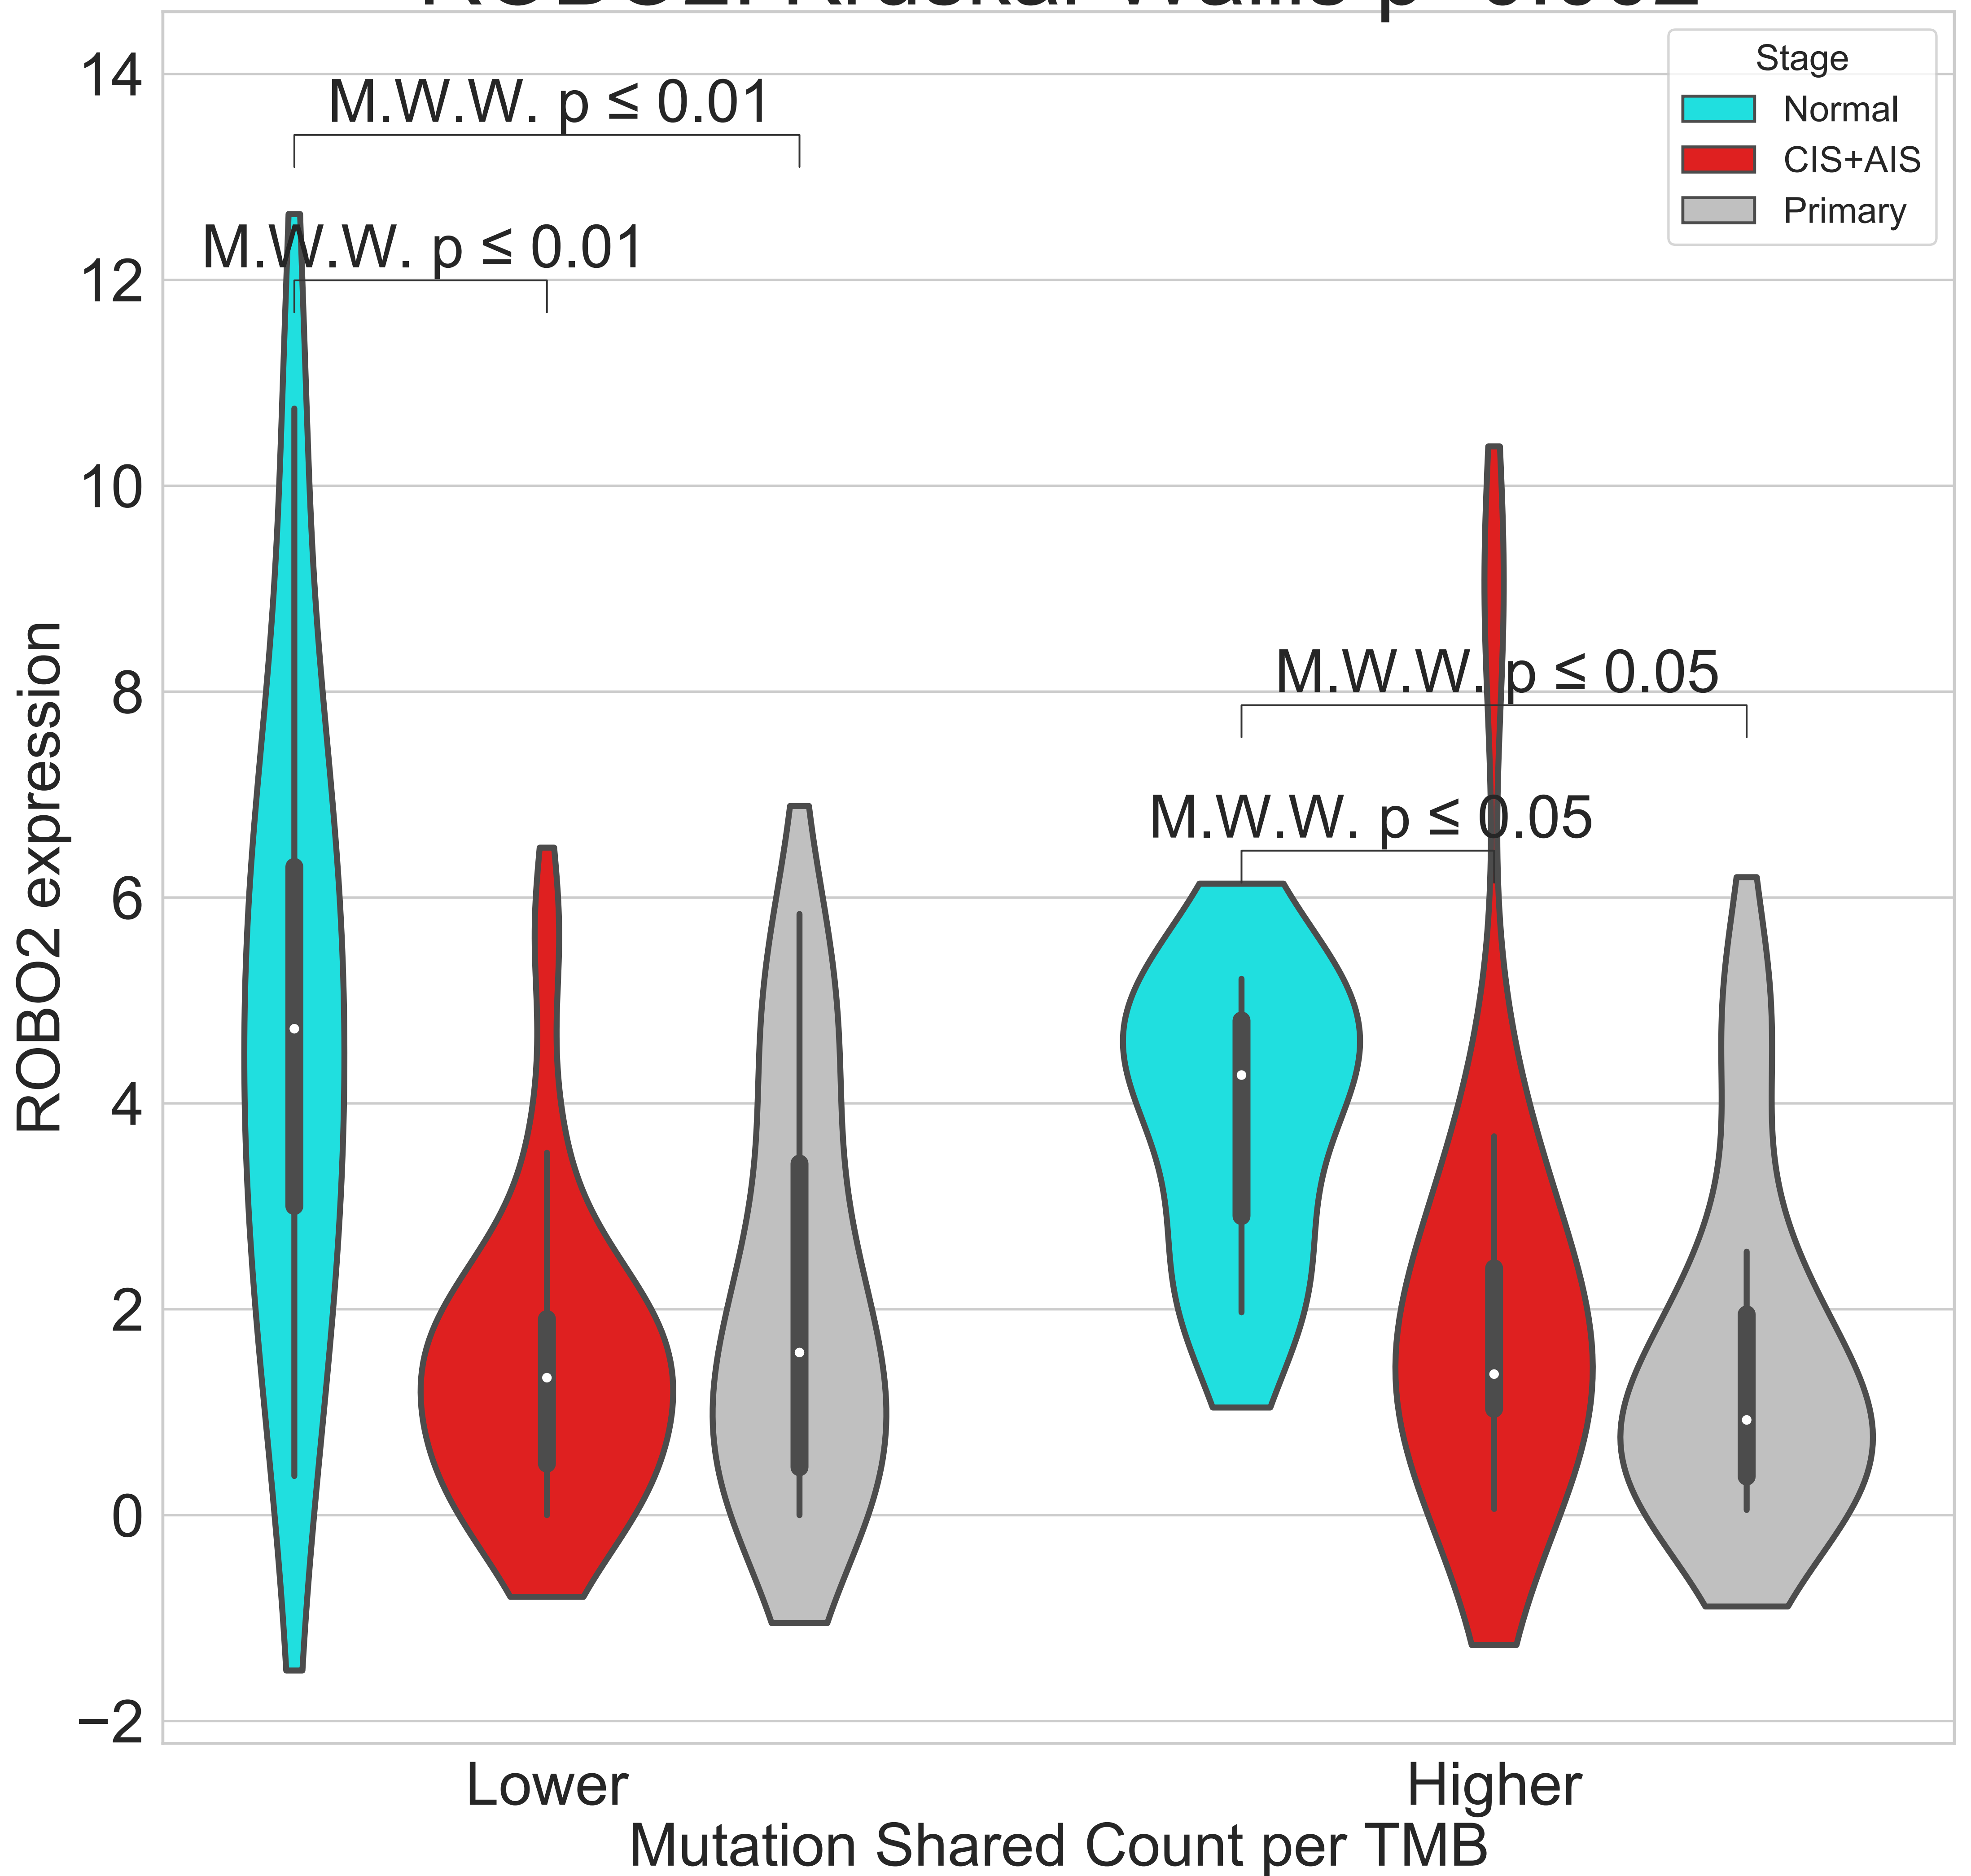 14
12
10
8
6
4
2
0
−2
ROBO2 expression
M.W.W. p ≤ 0.01
M.W.W. p ≤ 0.01
M.W.W. p ≤ 0.05
M.W.W. p ≤ 0.05
Stage
Normal
CIS+AIS
Primary
Lower
Higher
Mutation Shared Count per TMB